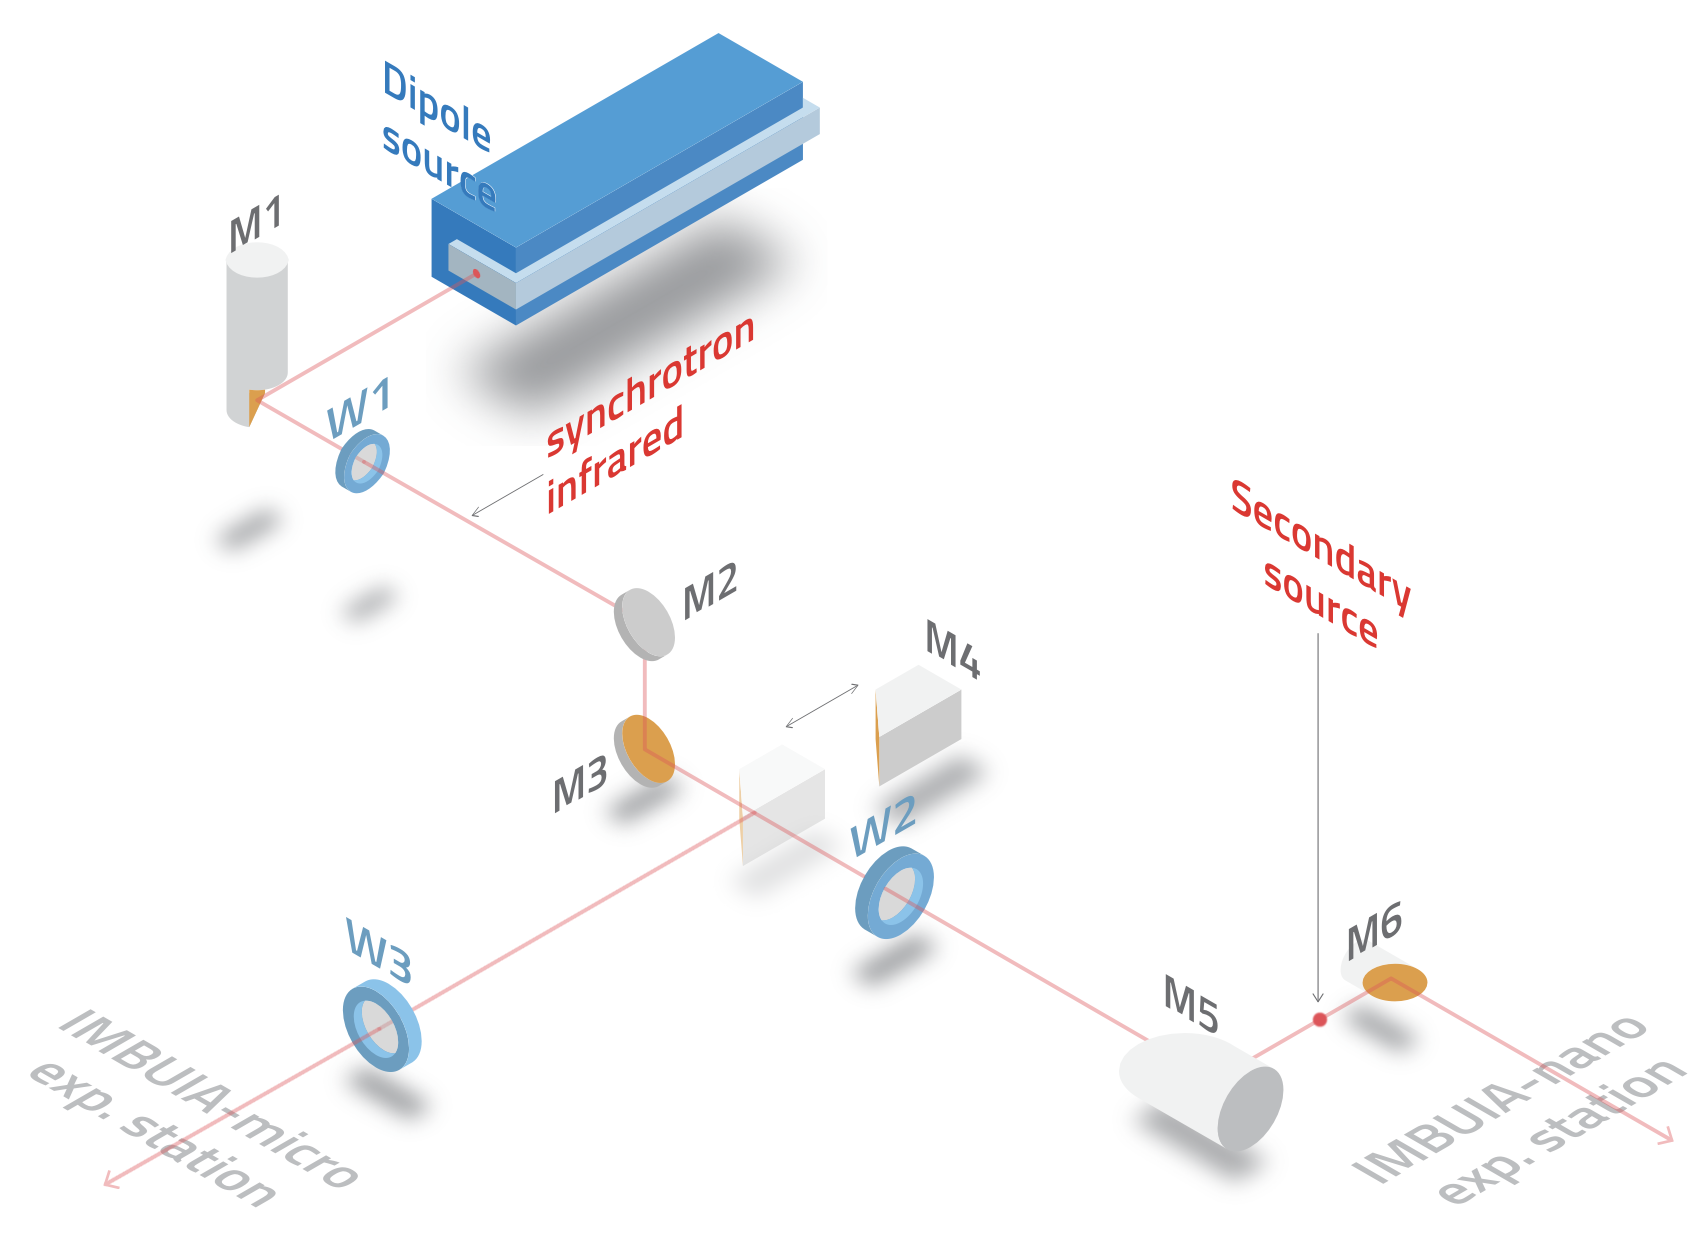 Dipole
source
M1
W1
synchrotron
infrared
M2
Secondary
source
M4
M3
W2
M6
W3
M5
IMBUIA-micro
exp. station
IMBUIA-nano
exp. station